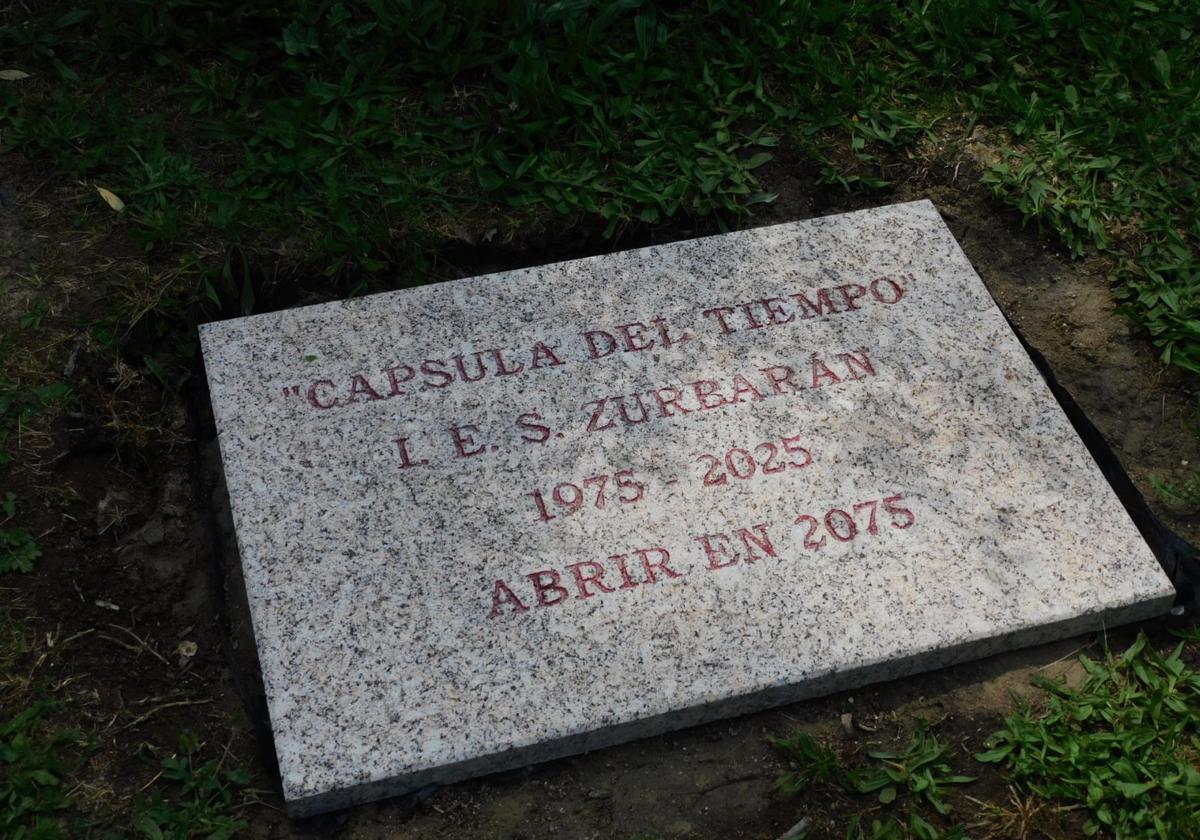 "CAPSULA DEL TIEMPO"
I. E. S. ZURBARÁN
1975 - 2025
ABRIR EN 2075